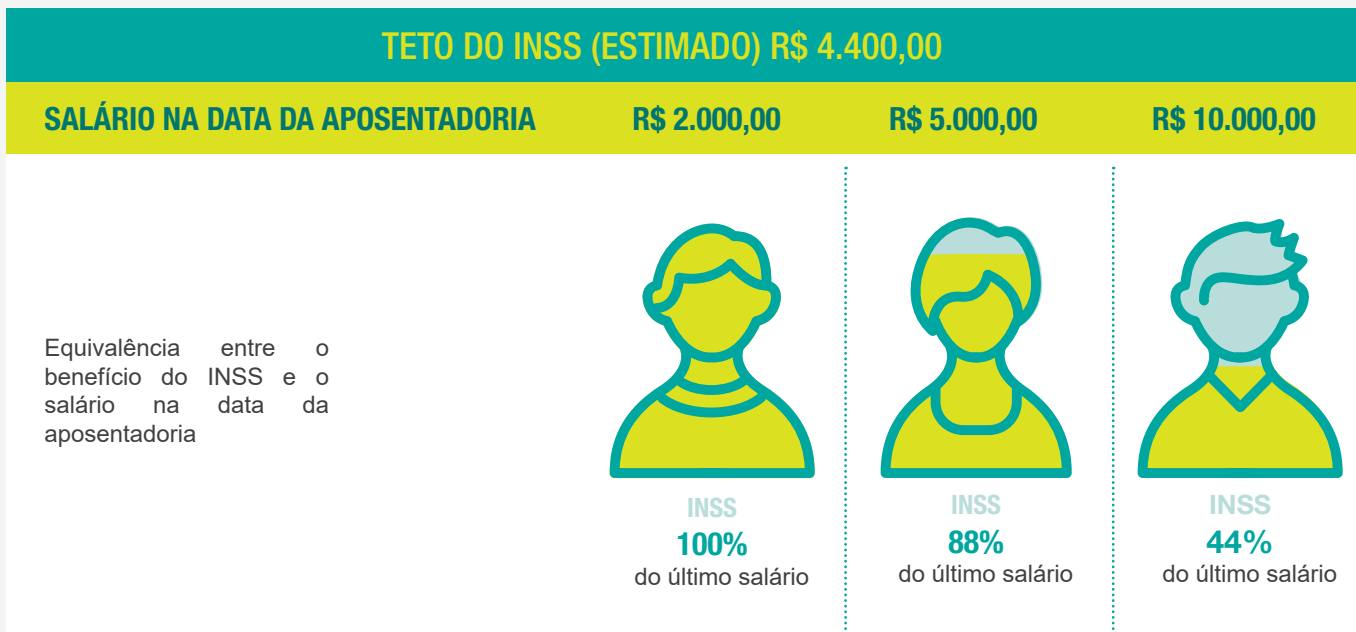 TETO DO INSS (ESTIMADO) R$ 4.400,00
SALÁRIO NA DATA DA APOSENTADORIA R$ 2.000,00 R$ 5.000,00 R$ 10.000,00
Equivalência entre o
benefício do INSS e o
salário na data da
aposentadoria
INSS
100%
do último salário
INSS
88%
do último salário
INSS
44%
do último salário